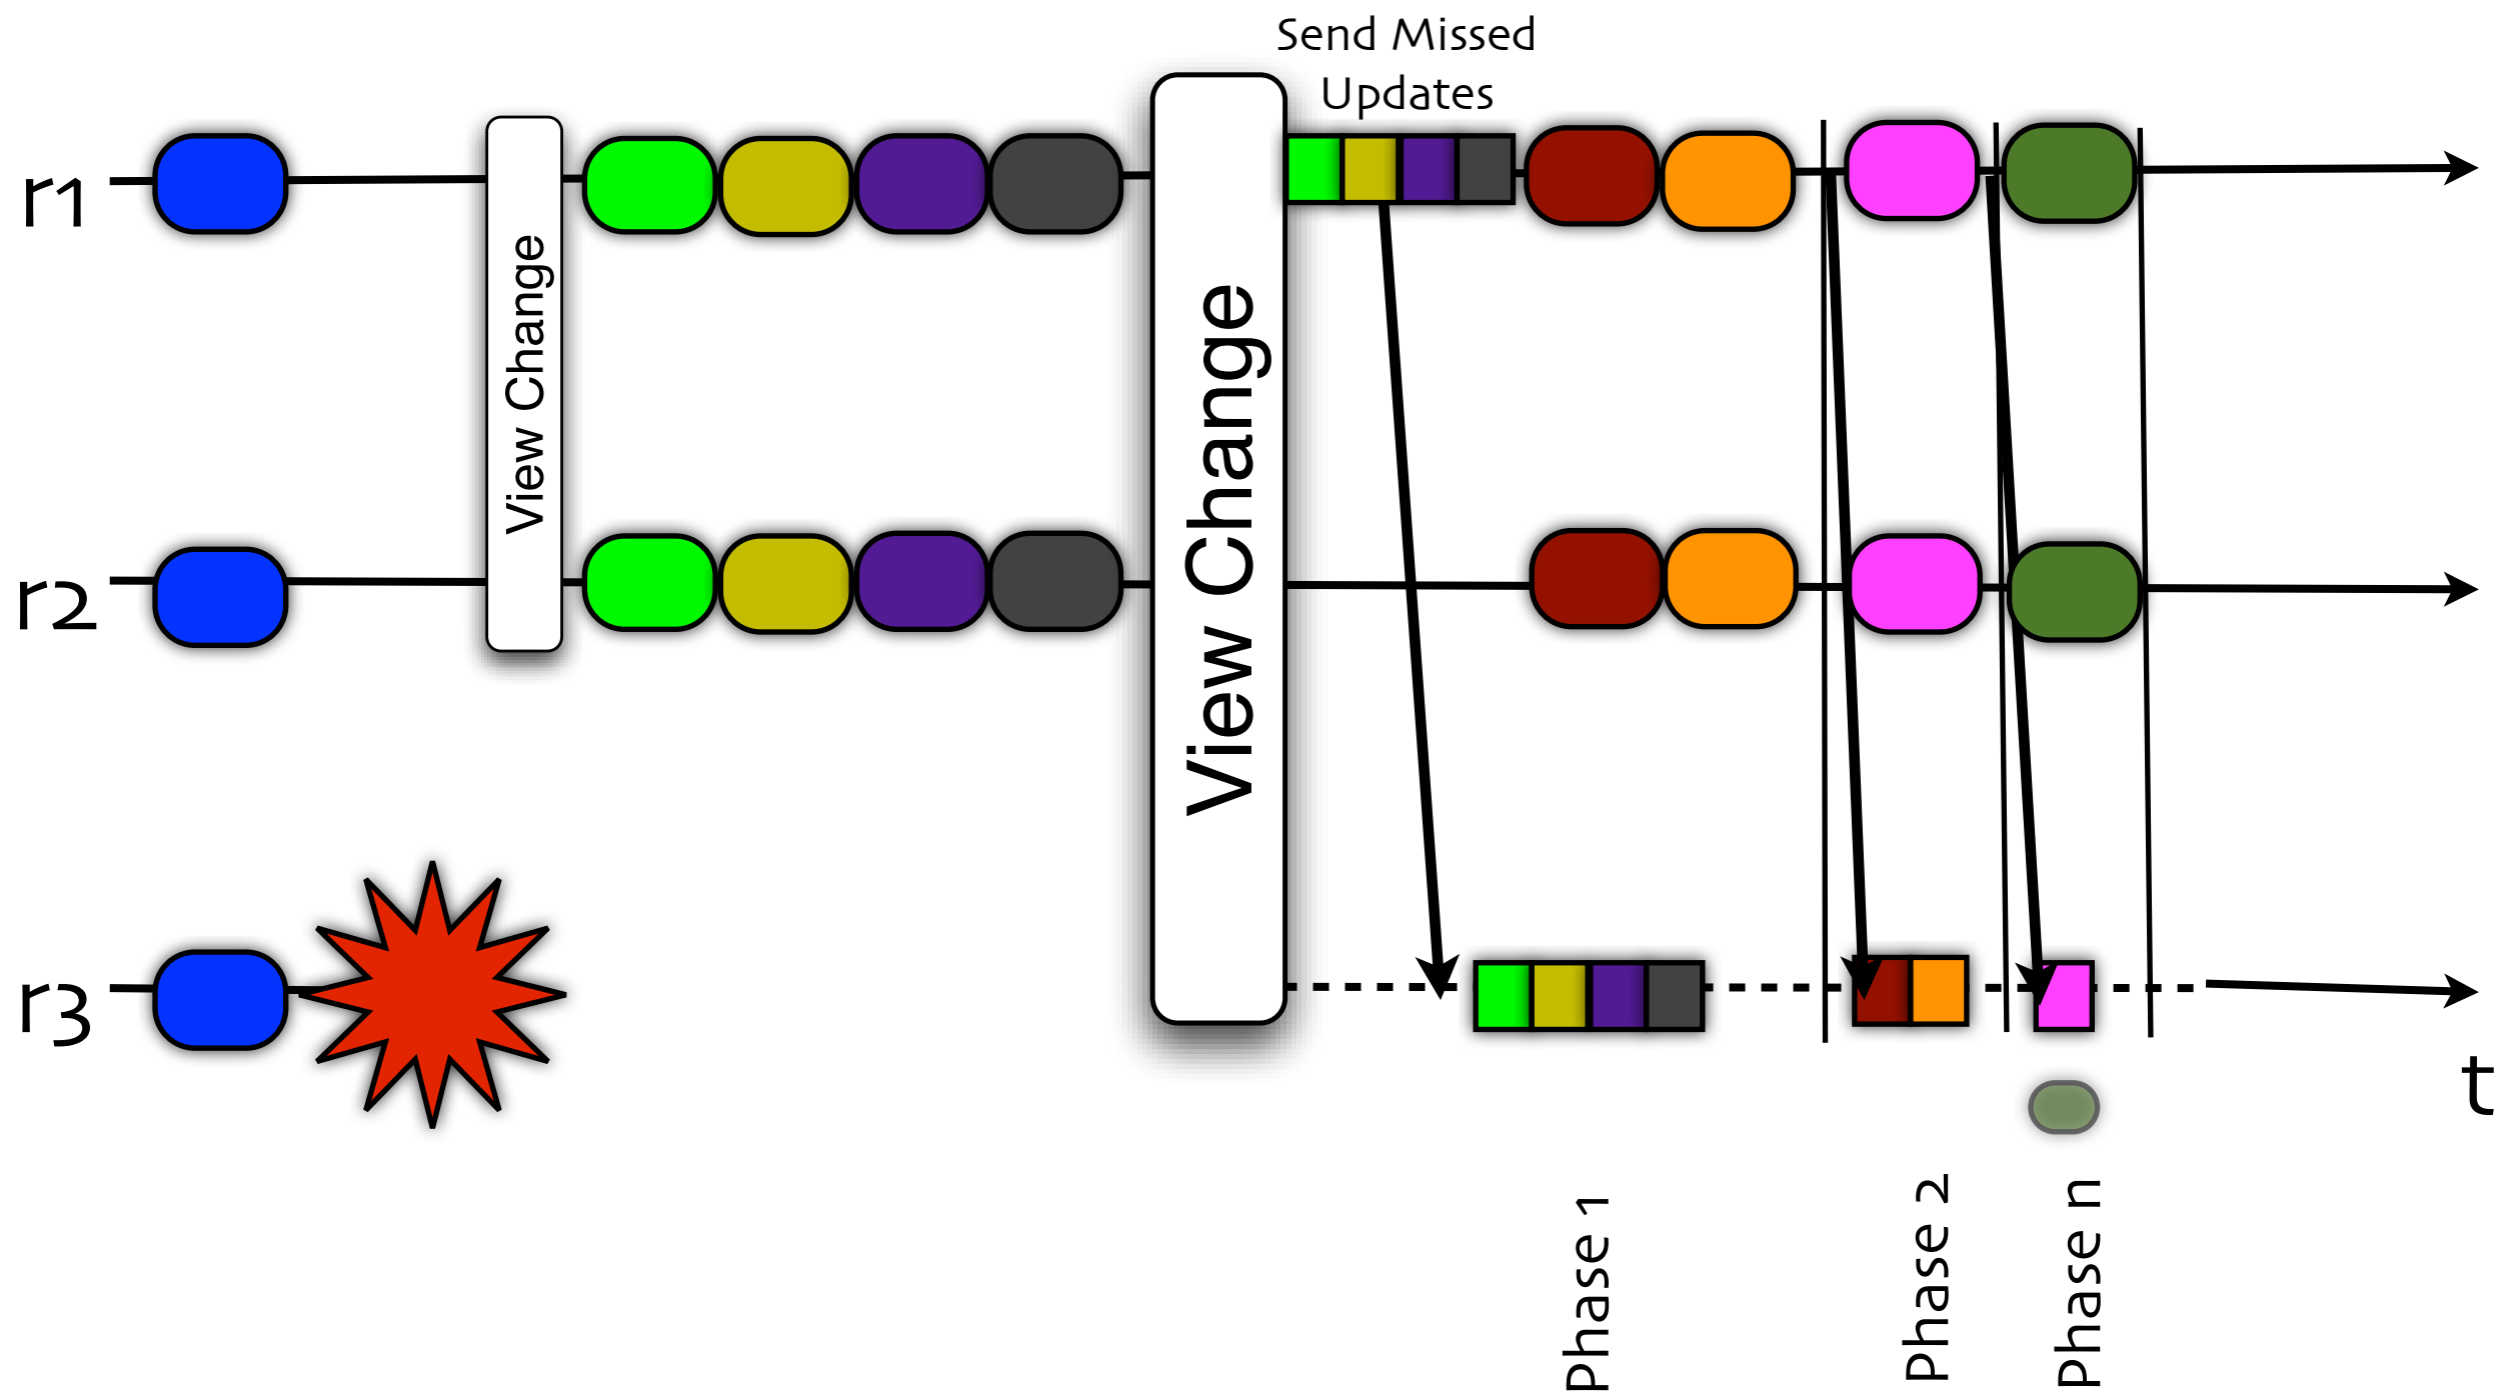 Send Missed
Updates
r1
View Change
View Change
r2
r3
t
Phase 1
Phase 2
Phase n